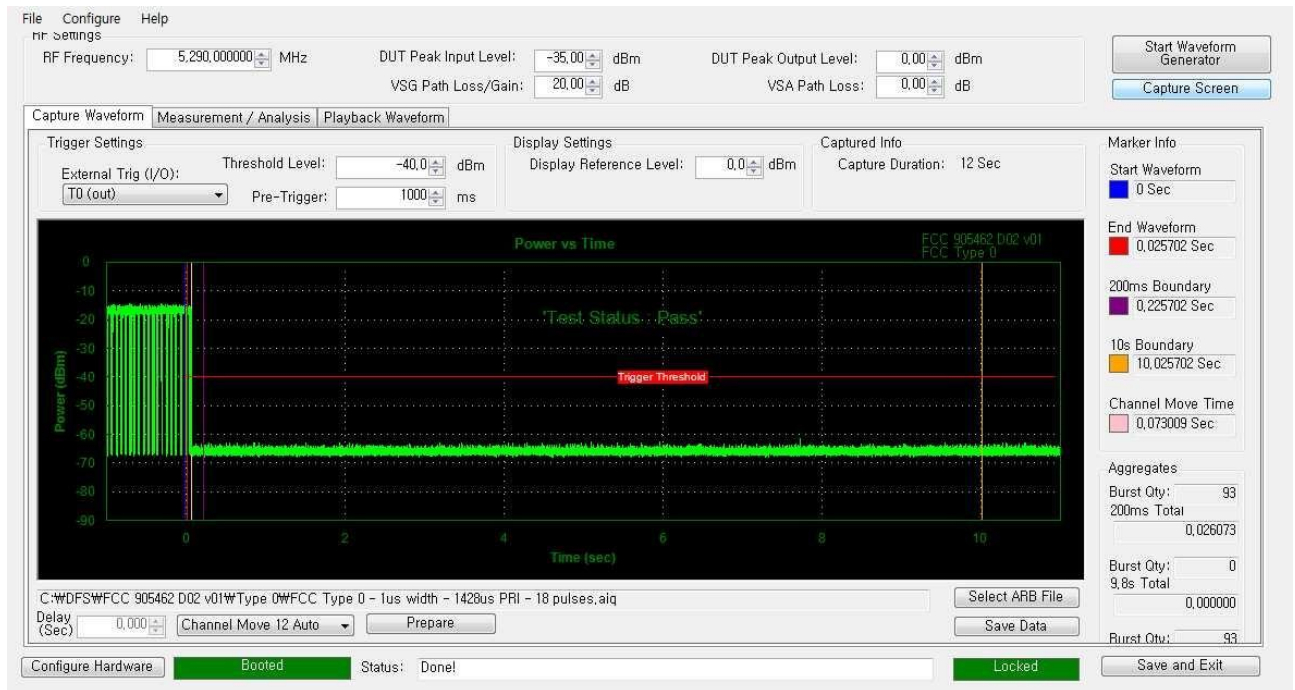 File Configure Help
RF Settings
RF Frequency: 5,290,000000 MHz DUT Peak Input Level: -35,00 dBm DUT Peak Output Level: 0,00 dBm
VSG Path Loss/Gain: 20,00 dB VSA Path Loss: 0,00 dB
Start Waveform
Generator
Capture Screen
Capture Waveform Measurement / Analysis Playback Waveform
Trigger Settings
External Trig (I/O):
T0 (out)
Threshold Level: -40,0 dBm
Pre-Trigger: 1000 ms
Display Settings
Display Reference Level: 0,0 dBm
Captured Info
Capture Duration: 12 Sec
Power vs Time
FCC 905462 D02 v01
FCC Type 0
'Test Status : Pass'
Trigger Threshold
Power (dBm)
0
-10
-20
-30
-40
-50
-60
-70
-80
-90
0 2 4 6 8 10
Time (sec)
Marker Info
Start Waveform
0 Sec
End Waveform
0,025702 Sec
200ms Boundary
0,225702 Sec
10s Boundary
10,025702 Sec
Channel Move Time
0,073009 Sec
Aggregates
Burst Qty: 93
200ms Total
0,026073
Burst Qty: 0
9,8s Total
0,000000
Burst Qty: 93
C:₩DFS₩FCC 905462 D02 v01₩Type 0₩FCC Type 0 - 1us width - 1428us PRI - 18 pulses,aiq
Select ARB File
Delay
(Sec) 0,000 Channel Move 12 Auto Prepare Save Data
Configure Hardware Booted Status: Done! Locked Save and Exit